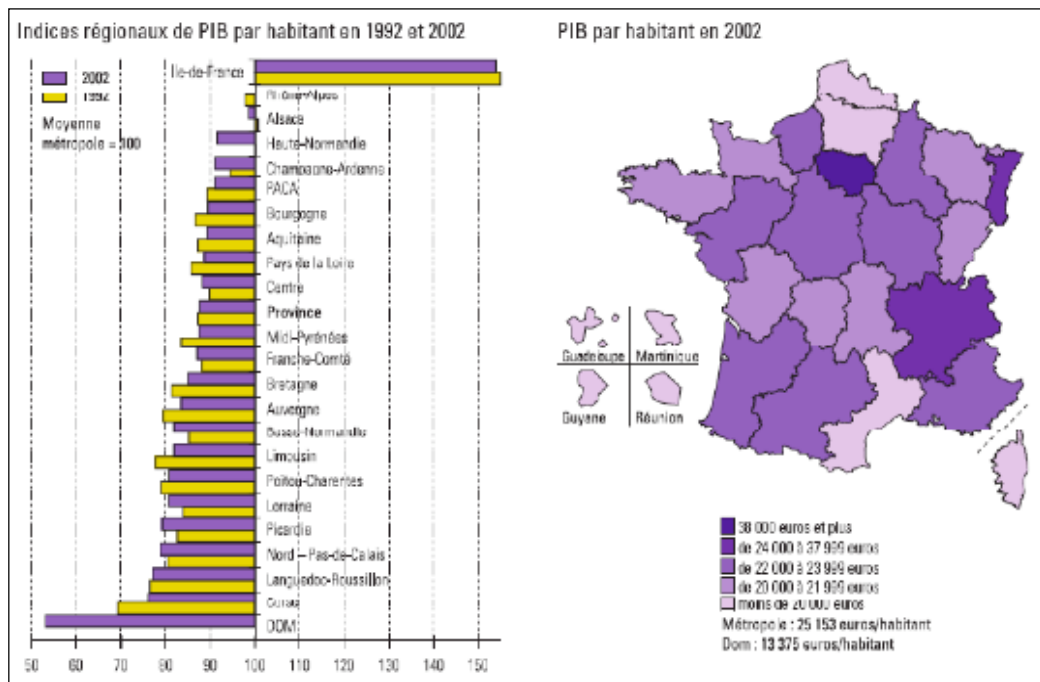 Indices régionaux de PIB par habitant en 1992 et 2002
2002
1992
Moyenne
métropole = 100
Ile-de-France
Rhône-Alpes
Alsace
Haute-Normandie
Champagne-Ardenne
PACA
Bourgogne
Aquitaine
Pays de la Loire
Centre
Province
Midi-Pyrénées
Franche-Comté
Bretagne
Auvergne
Basse-Normandie
Limousin
Poitou-Charentes
Lorraine
Picardie
Nord – Pas-de-Calais
Languedoc-Roussillon
Corse
DOM
50 60 70 80 90 100 110 120 130 140 150
PIB par habitant en 2002
Guadeloupe Martinique
Guyane Réunion
38 000 euros et plus
de 24 000 à 37 999 euros
de 22 000 à 23 999 euros
de 20 000 à 21 999 euros
moins de 20 000 euros
Métropole : 25 153 euros/habitant
Dom : 13 375 euros/habitant